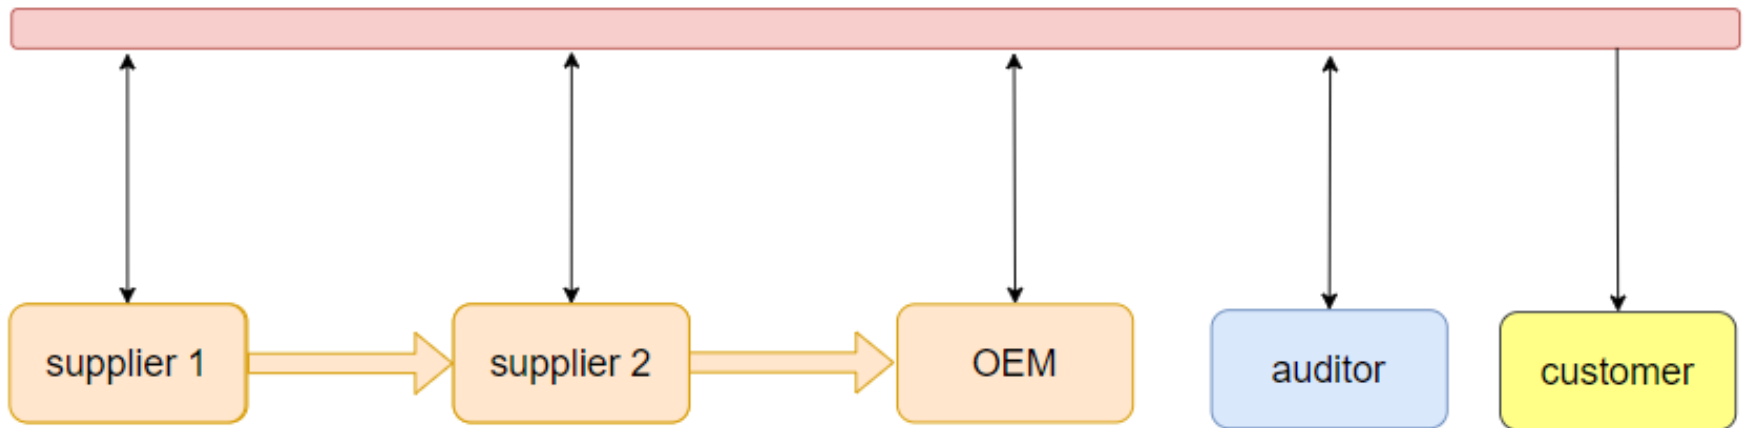 supplier 1
supplier 2
OEM
auditor
customer